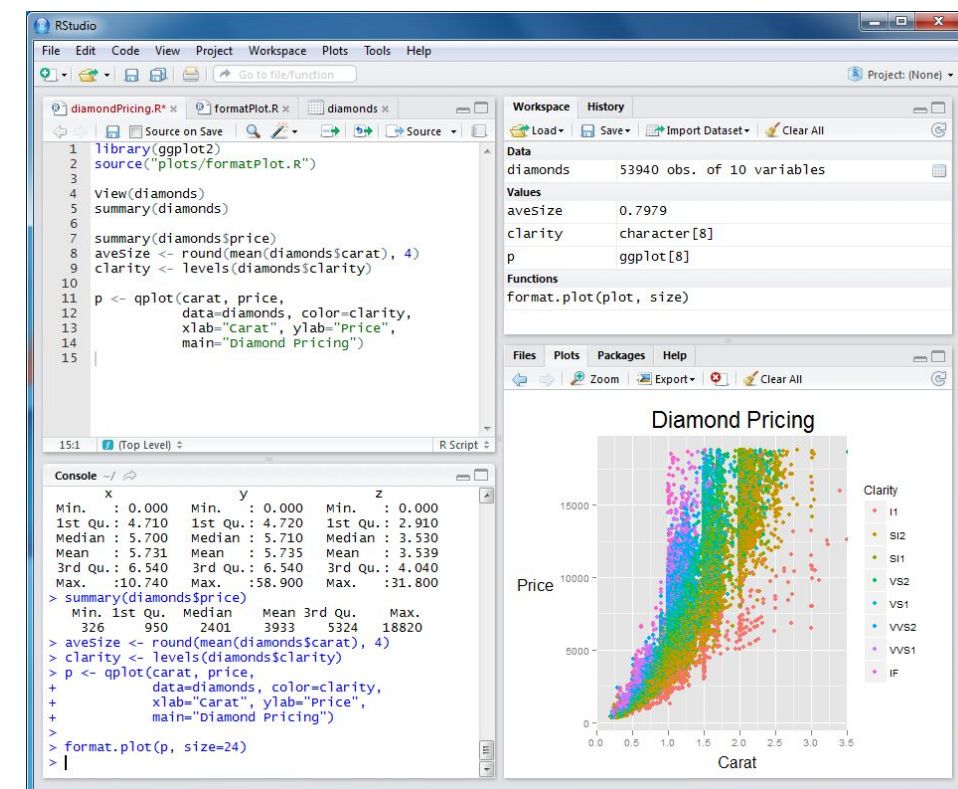 RStudio
File Edit Code View Project Workspace Plots Tools Help
Go to file/function
Project: (None)
diamondPricing.R* × formatPlot.R × diamonds ×
Source on Save Source
1 library(ggplot2)
2 source("plots/formatPlot.R")
3
4 View(diamonds)
5 summary(diamonds)
6
7 summary(diamonds$price)
8 aveSize <- round(mean(diamonds$carat), 4)
9 clarity <- levels(diamonds$clarity)
10
11 p <- qplot(carat, price,
12 data=diamonds, color=clarity,
13 xlab="Carat", ylab="Price",
14 main="Diamond Pricing")
15
15:1 (Top Level) R Script
Console ~/
x y z
Min. : 0.000 Min. : 0.000 Min. : 0.000
1st Qu.: 4.710 1st Qu.: 4.720 1st Qu.: 2.910
Median : 5.700 Median : 5.710 Median : 3.530
Mean : 5.731 Mean : 5.735 Mean : 3.539
3rd Qu.: 6.540 3rd Qu.: 6.540 3rd Qu.: 4.040
Max. :10.740 Max. :58.900 Max. :31.800
> summary(diamonds$price)
Min. 1st Qu. Median Mean 3rd Qu. Max.
326 950 2401 3933 5324 18820
> aveSize <- round(mean(diamonds$carat), 4)
> clarity <- levels(diamonds$clarity)
> p <- qplot(carat, price,
+ data=diamonds, color=clarity,
+ xlab="Carat", ylab="Price",
+ main="Diamond Pricing")
>
> format.plot(p, size=24)
>
Workspace History
Load Save Import Dataset Clear All
Data
diamonds 53940 obs. of 10 variables
Values
aveSize 0.7979
clarity character[8]
p ggplot[8]
Functions
format.plot(plot, size)
Files Plots Packages Help
Zoom Export Clear All
Diamond Pricing
Price
15000
10000
5000
0
0.0 0.5 1.0 1.5 2.0 2.5 3.0 3.5
Carat
Clarity
I1
SI2
SI1
VS2
VS1
VVS2
VVS1
IF